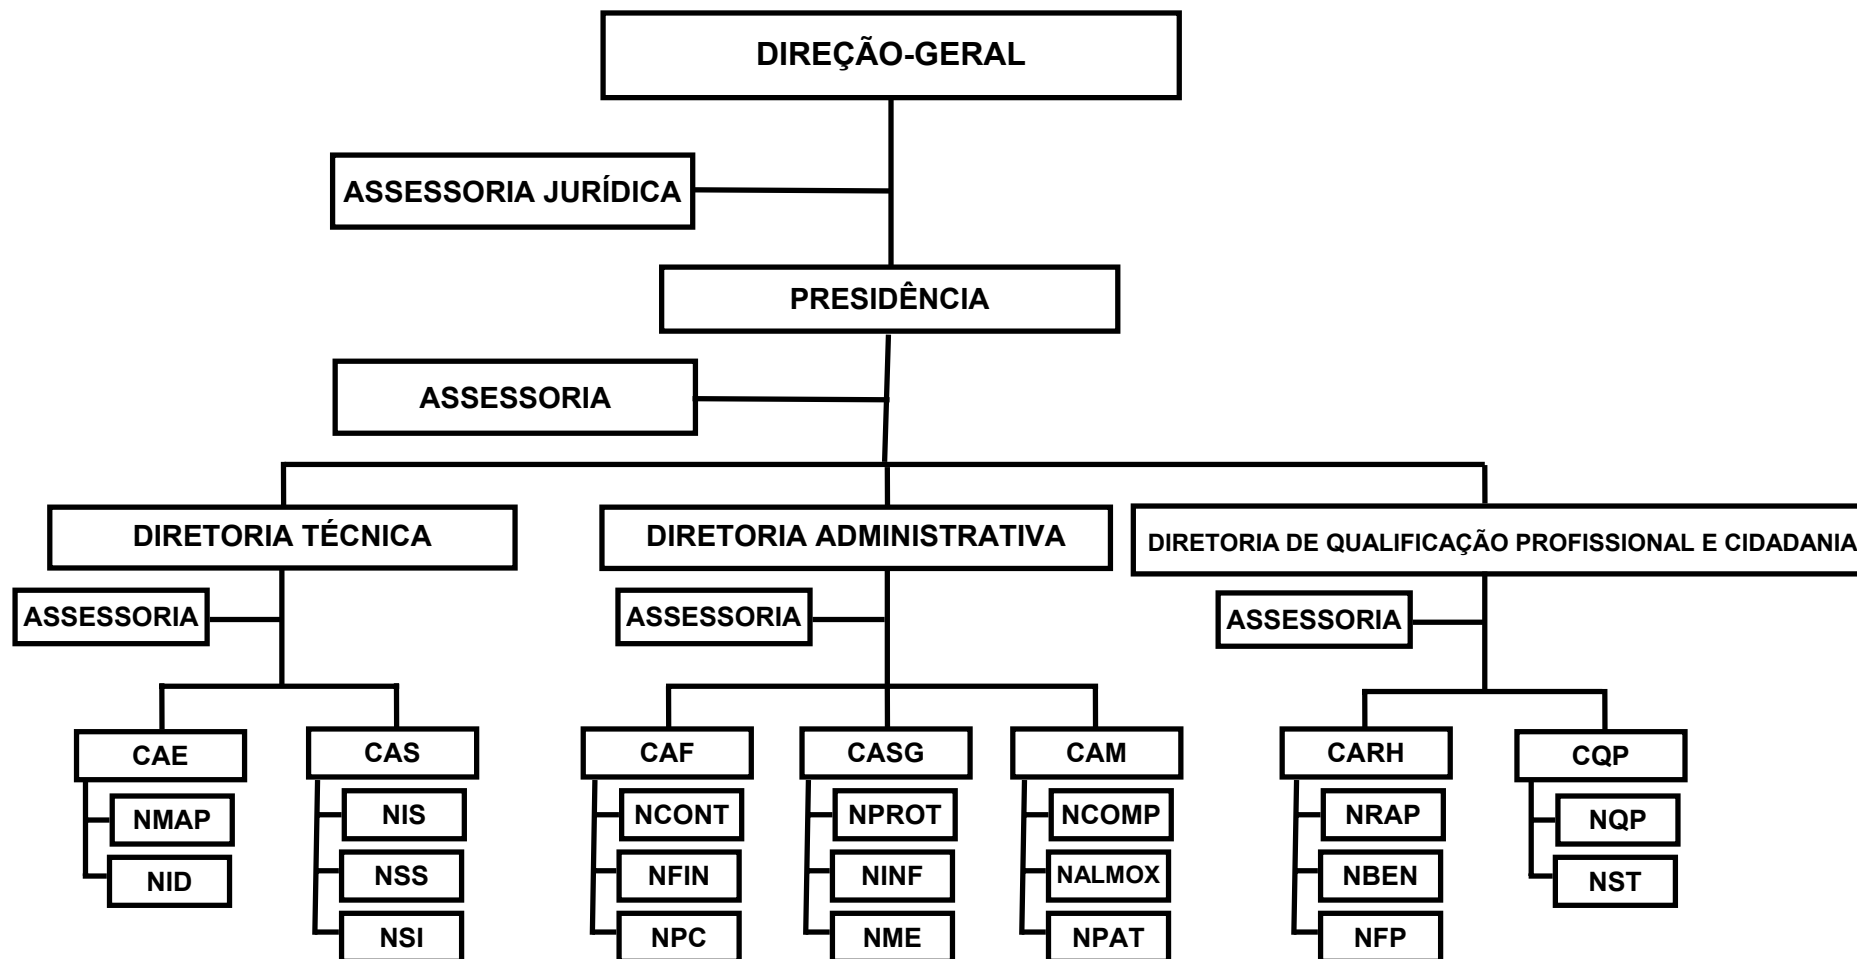 DIREÇÃO-GERAL
ASSESSORIA JURÍDICA
PRESIDÊNCIA
ASSESSORIA
DIRETORIA TÉCNICA
DIRETORIA ADMINISTRATIVA
DIRETORIA DE QUALIFICAÇÃO PROFISSIONAL E CIDADANIA
ASSESSORIA
ASSESSORIA
ASSESSORIA
CAE
CAS
CAF
CASG
CAM
CARH
CQP
NMAP
NIS
NCONT
NPROT
NCOMP
NRAP
NQP
NID
NSS
NFIN
NINF
NALMOX
NBEN
NST
NSI
NPC
NME
NPAT
NFP